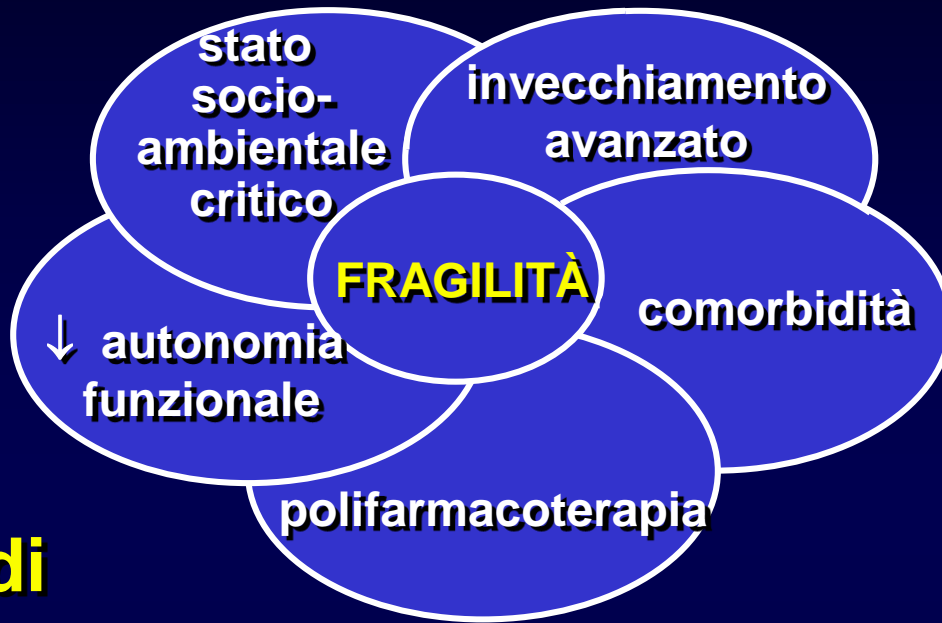 stato
socio-
ambientale
critico
invecchiamento
avanzato
FRAGILITÀ
comorbidità
↓ autonomia
funzionale
polifarmacoterapia
di